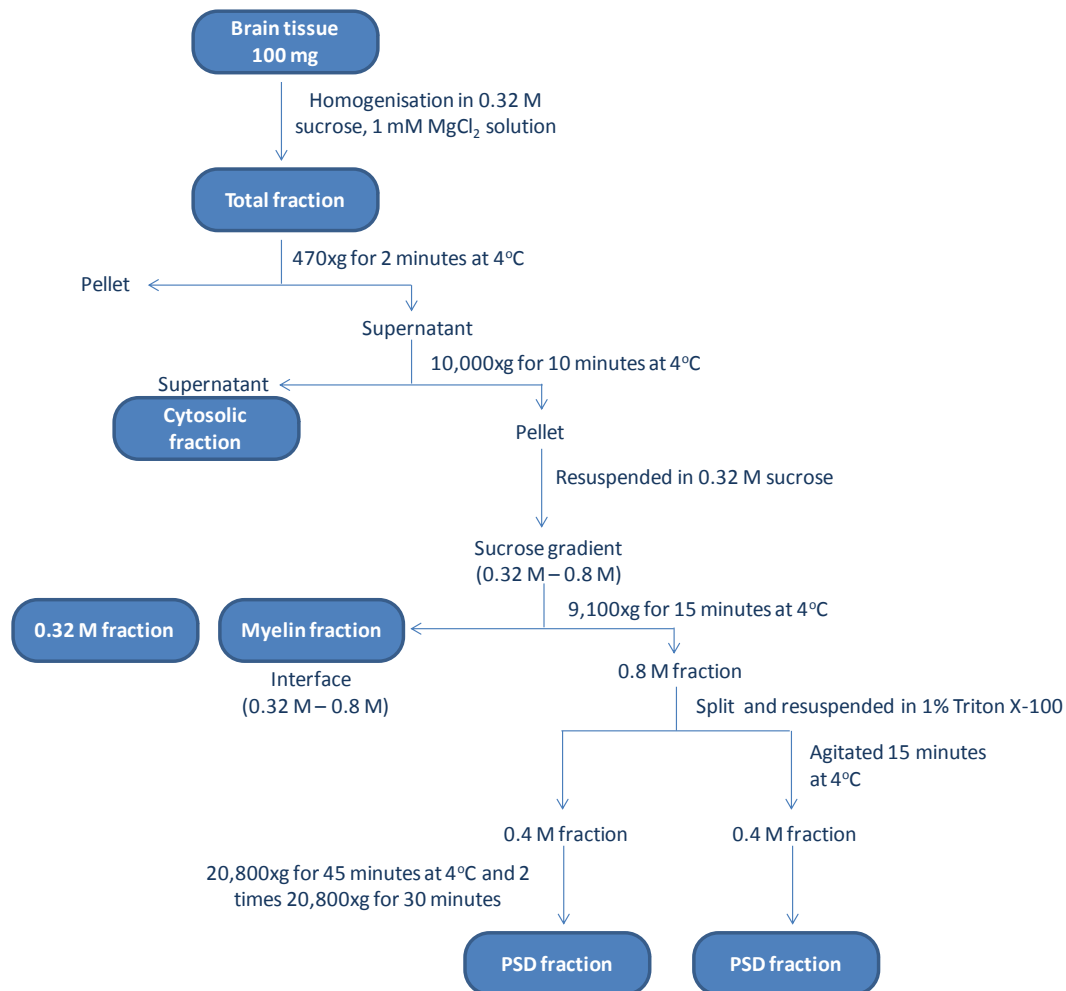 Brain tissue
100 mg
Homogenisation in 0.32 M
sucrose, 1 mM MgCl₂ solution
Total fraction
470xg for 2 minutes at 4°C
Pellet
Supernatant
10,000xg for 10 minutes at 4°C
Supernatant
Cytosolic
fraction
Pellet
Resuspended in 0.32 M sucrose
Sucrose gradient
(0.32 M – 0.8 M)
9,100xg for 15 minutes at 4°C
0.32 M fraction
Myelin fraction
Interface
(0.32 M – 0.8 M)
0.8 M fraction
Split and resuspended in 1% Triton X-100
Agitated 15 minutes
at 4°C
0.4 M fraction
0.4 M fraction
20,800xg for 45 minutes at 4°C and 2
times 20,800xg for 30 minutes
PSD fraction
PSD fraction